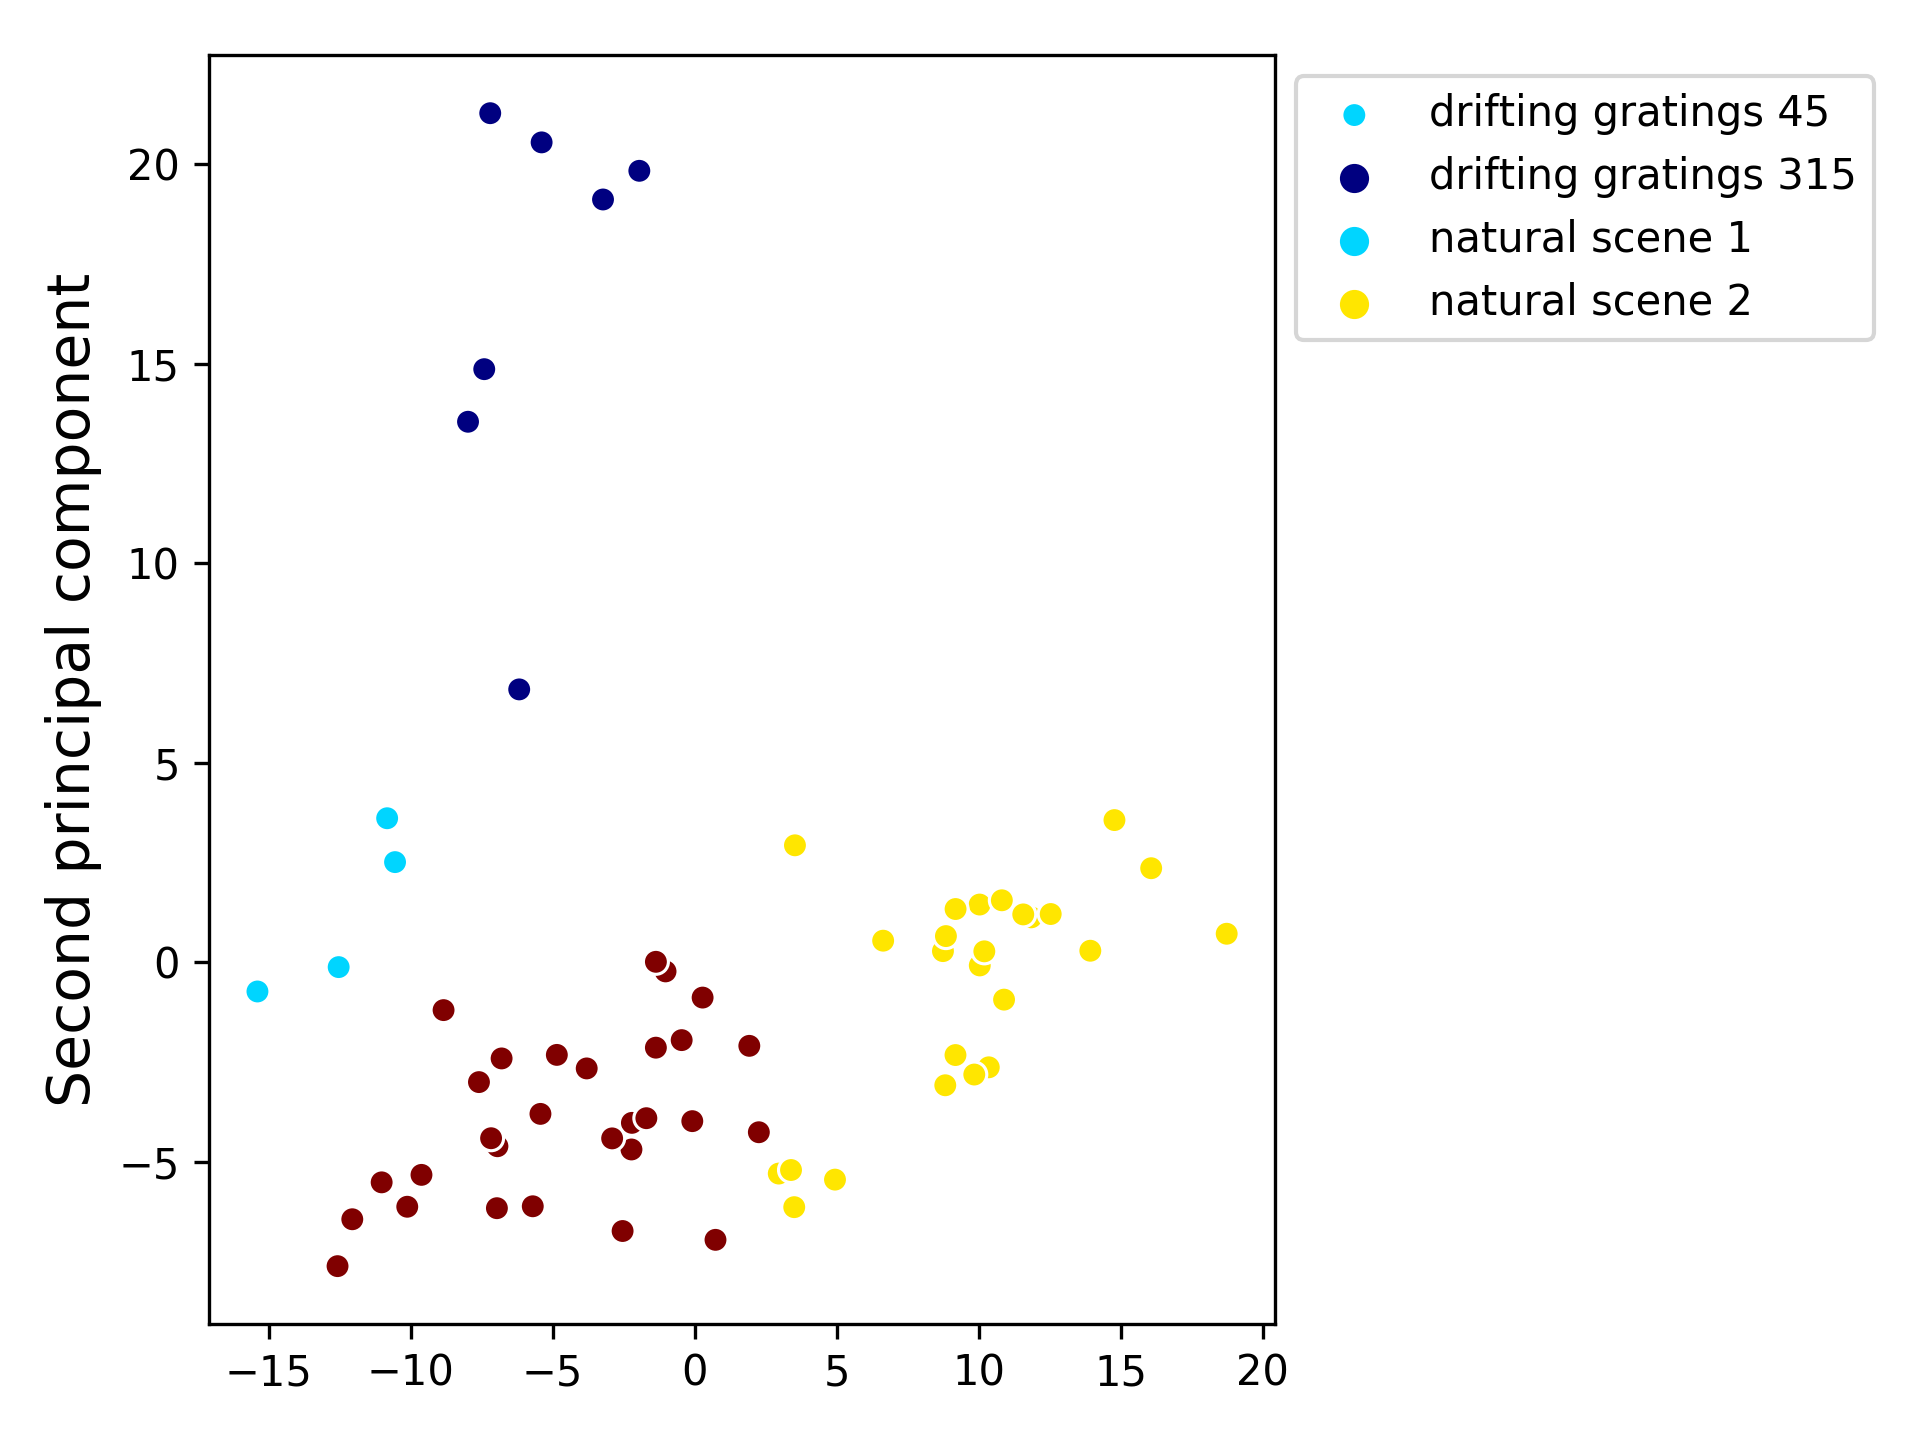 drifting gratings 45
drifting gratings 315
natural scene 1
natural scene 2
Second principal component
20
15
10
5
0
−5
−15 −10 −5 0 5 10 15 20